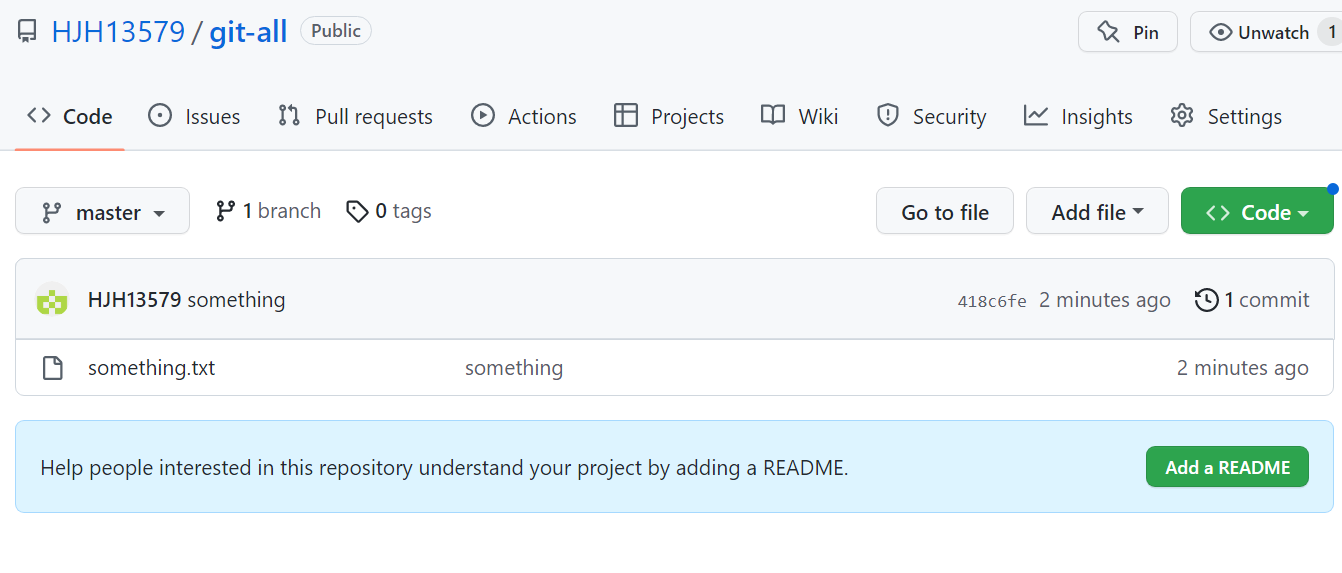 HJH13579 / git-all Public Pin Unwatch 1
Code Issues Pull requests Actions Projects Wiki Security Insights Settings
master 1 branch 0 tags Go to file Add file Code
HJH13579 something 418c6fe 2 minutes ago 1 commit
something.txt something 2 minutes ago
Help people interested in this repository understand your project by adding a README. Add a README